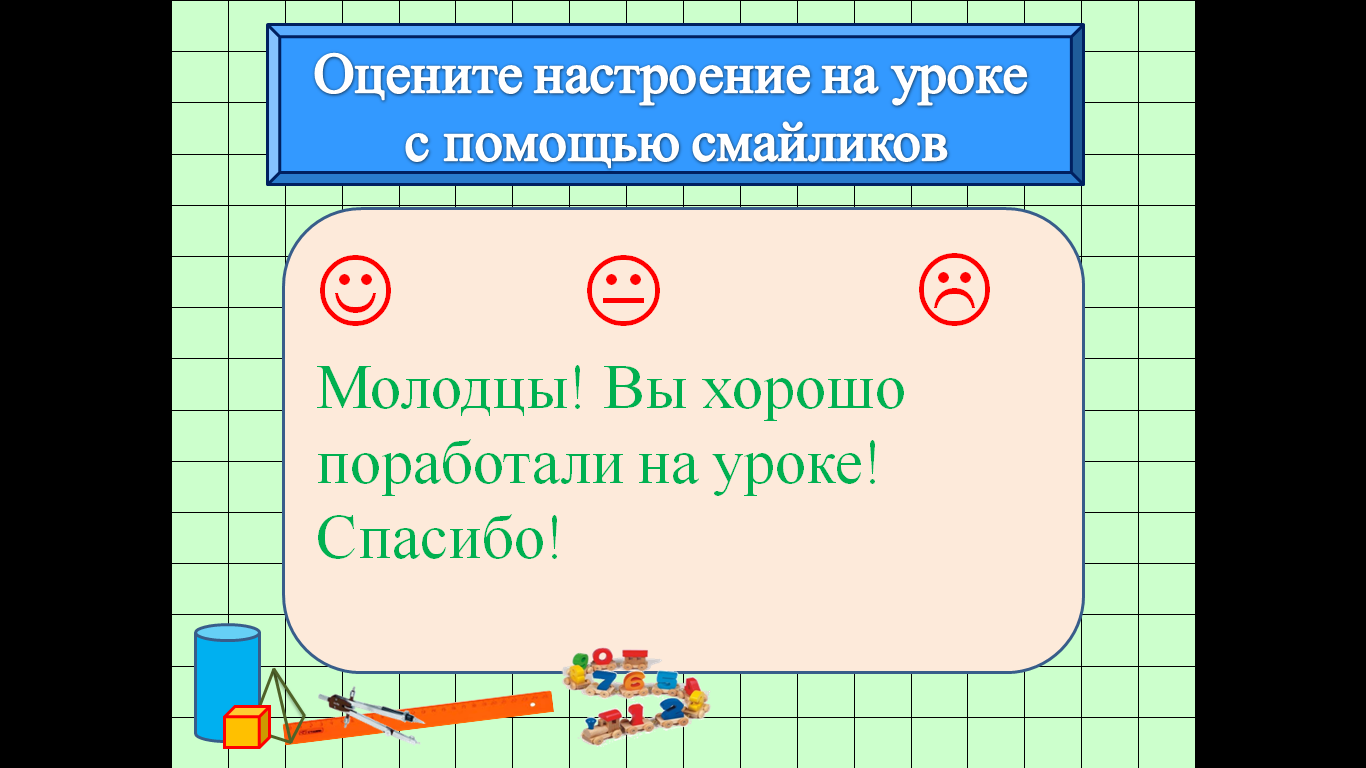 Оцените настроение на уроке
с помощью смайликов
Молодцы! Вы хорошо
поработали на уроке!
Спасибо!